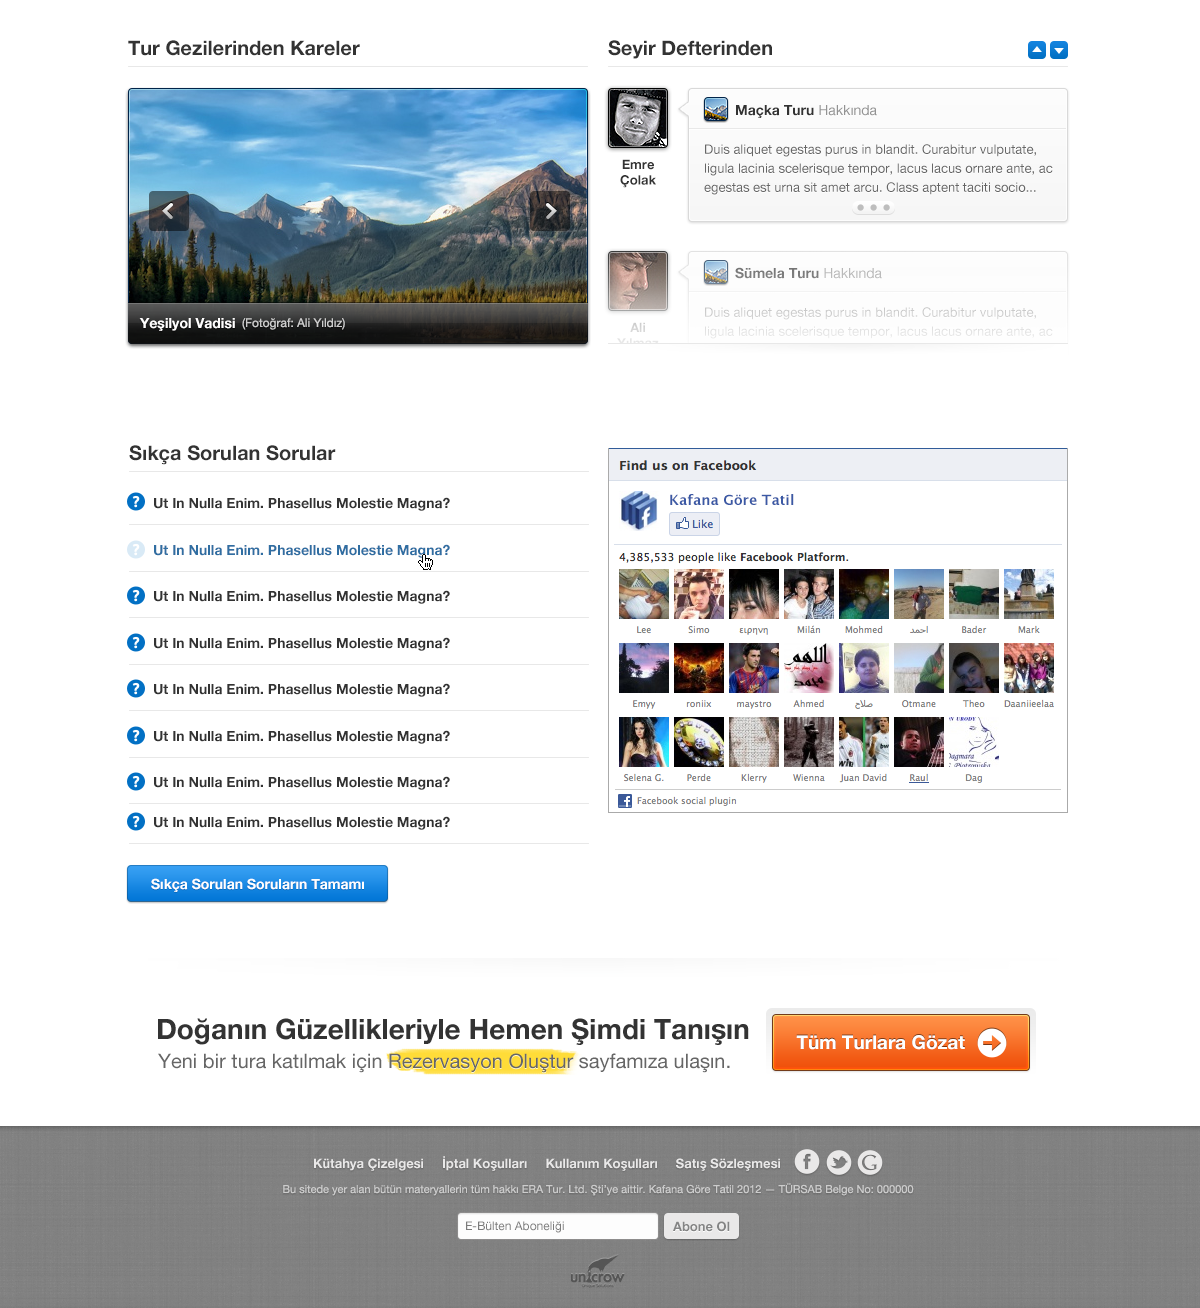 Tur Gezilerinden Kareler
Yeşilyol Vadisi (Fotoğraf: Ali Yıldız)
Seyir Defterinden
Emre
Çolak
Maçka Turu Hakkında
Duis aliquet egestas purus in blandit. Curabitur vulputate,
ligula lacinia scelerisque tempor, lacus lacus ornare ante, ac
egestas est urna sit amet arcu. Class aptent taciti socio...
Ali
Yılmaz
Sümela Turu Hakkında
Duis aliquet egestas purus in blandit. Curabitur vulputate,
ligula lacinia scelerisque tempor, lacus lacus ornare ante, ac
Sıkça Sorulan Sorular
? Ut In Nulla Enim. Phasellus Molestie Magna?
? Ut In Nulla Enim. Phasellus Molestie Magna?
? Ut In Nulla Enim. Phasellus Molestie Magna?
? Ut In Nulla Enim. Phasellus Molestie Magna?
? Ut In Nulla Enim. Phasellus Molestie Magna?
? Ut In Nulla Enim. Phasellus Molestie Magna?
? Ut In Nulla Enim. Phasellus Molestie Magna?
? Ut In Nulla Enim. Phasellus Molestie Magna?
Sıkça Sorulan Soruların Tamamı
Find us on Facebook
Kafana Göre Tatil
Like
4,385,533 people like Facebook Platform.
Lee Simo ειρηνη Milán Mohmed احمد Bader Mark
اللهم
محمد
Emyy roniix maystro Ahmed صلاح Otmane Theo Daaniieelaa
Selena G. Perde Klerry Wienna Juan David Raul Dag
Facebook social plugin
Doğanın Güzellikleriyle Hemen Şimdi Tanışın
Yeni bir tura katılmak için Rezervasyon Oluştur sayfamıza ulaşın.
Tüm Turlara Gözat
Kütahya Çizelgesi İptal Koşulları Kullanım Koşulları Satış Sözleşmesi
Bu sitede yer alan bütün materyallerin tüm hakkı ERA Tur. Ltd. Şti'ye aittir. Kafana Göre Tatil 2012 — TÜRSAB Belge No: 000000
E-Bülten Aboneliği
Abone Ol
unicrow